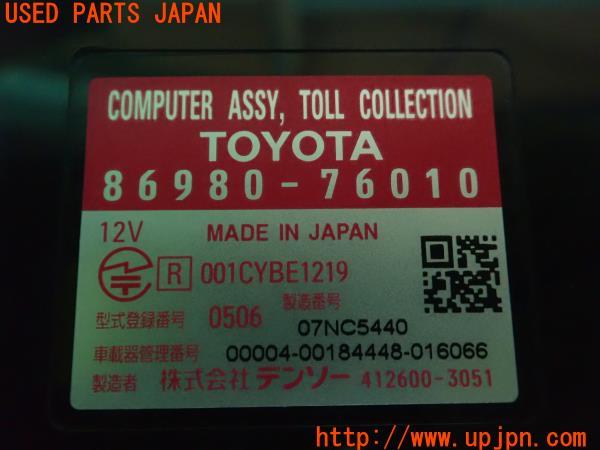 USED PARTS JAPAN
COMPUTER ASSY, TOLL COLLECTION
TOYOTA
86980-76010
12V MADE IN JAPAN
R 001CYBE1219
型式登録番号 0506 製造番号 07NC5440
車載器管理番号 00004-00184448-016066
製造者 株式会社デンソー 412600-3051
http://www.upjpn.com